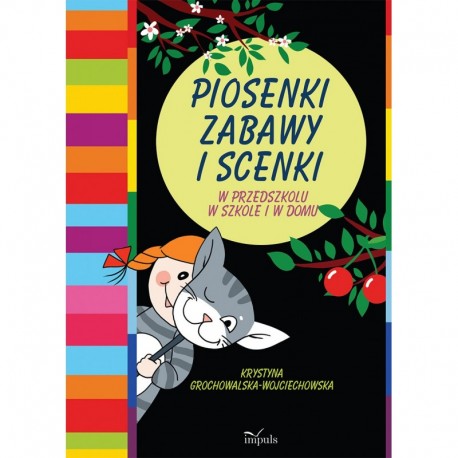 PIOSENKI
ZABAWY
I SCENKI
W PRZEDSZKOLU
W SZKOLE I W DOMU
KRYSTYNA
GROCHOWALSKA-WOJCIECHOWSKA
impuls